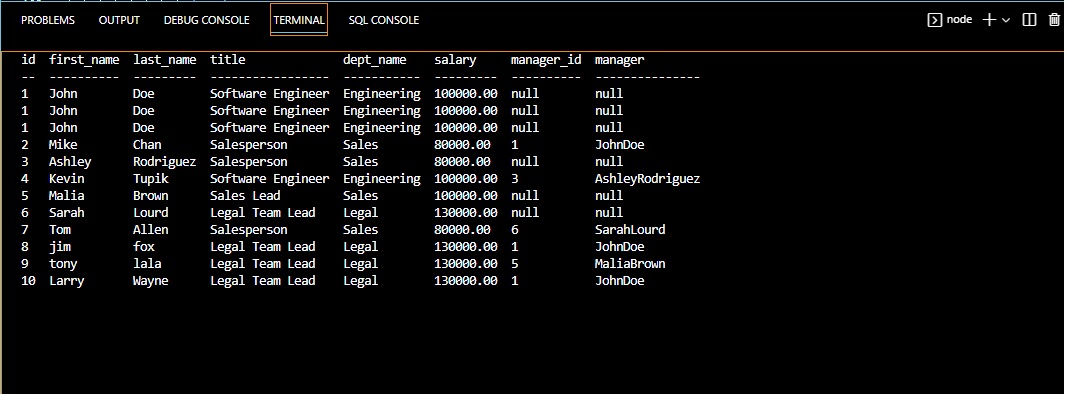 PROBLEMS OUTPUT DEBUG CONSOLE TERMINAL SQL CONSOLE node
id first_name last_name title dept_name salary manager_id manager
-- ---------- --------- ----------------- ----------- --------- ---------- ---------------
1 John Doe Software Engineer Engineering 100000.00 null null
1 John Doe Software Engineer Engineering 100000.00 null null
1 John Doe Software Engineer Engineering 100000.00 null null
2 Mike Chan Salesperson Sales 80000.00 1 JohnDoe
3 Ashley Rodriguez Salesperson Sales 80000.00 null null
4 Kevin Tupik Software Engineer Engineering 100000.00 3 AshleyRodriguez
5 Malia Brown Sales Lead Sales 100000.00 null null
6 Sarah Lourd Legal Team Lead Legal 130000.00 null null
7 Tom Allen Salesperson Sales 80000.00 6 SarahLourd
8 jim fox Legal Team Lead Legal 130000.00 1 JohnDoe
9 tony lala Legal Team Lead Legal 130000.00 5 MaliaBrown
10 Larry Wayne Legal Team Lead Legal 130000.00 1 JohnDoe